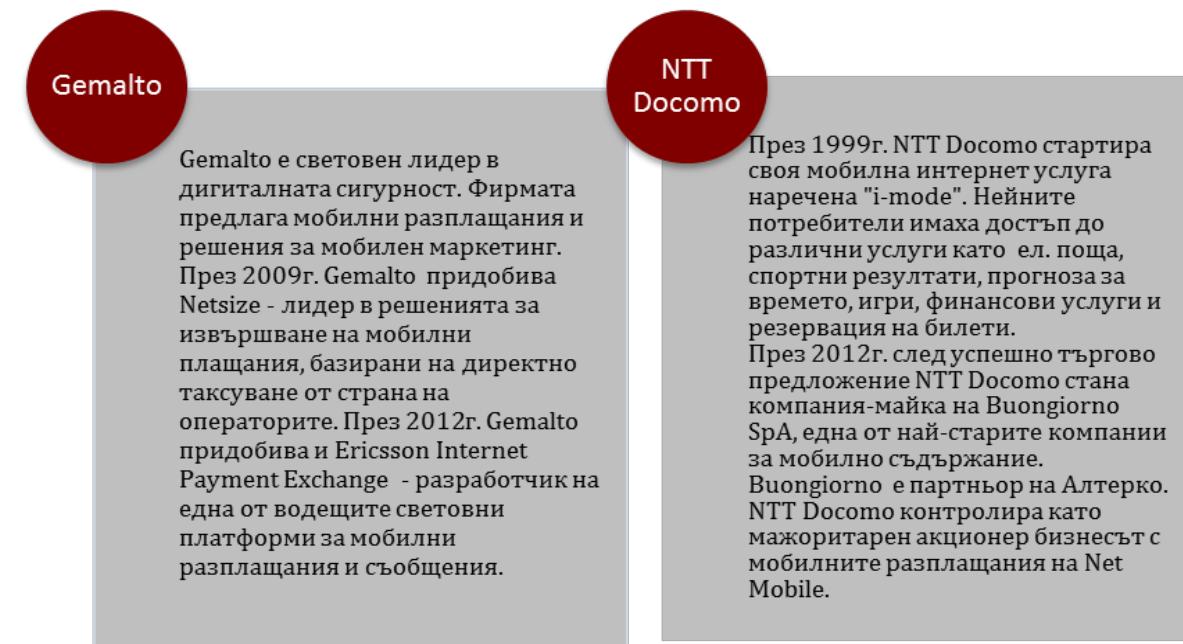 Gemalto
Gemalto е световен лидер в
дигиталната сигурност. Фирмата
предлага мобилни разплащания и
решения за мобилен маркетинг.
През 2009г. Gemalto  придобива
Netsize - лидер в решенията за
извършване на мобилни
плащания, базирани на директно
таксуване от страна на
операторите. През 2012г. Gemalto
придобива и Ericsson Internet
Payment Exchange  - разработчик на
една от водещите световни
платформи за мобилни
разплащания и съобщения.
NTT
Docomo
През 1999г. NTT Docomo стартира
своя мобилна интернет услуга
наречена "i-mode". Нейните
потребители имаха достъп до
различни услуги като  ел. поща,
спортни резултати, прогноза за
времето, игри, финансови услуги и
резервация на билети.
През 2012г. след успешно търгово
предложение NTT Docomo стана
компания-майка на Buongiorno
SpA, една от най-старите компании
за мобилно съдържание.
Buongiorno  е партньор на Алтерко.
NTT Docomo контролира като
мажоритарен акционер бизнесът с
мобилните разплащания на Net
Mobile.